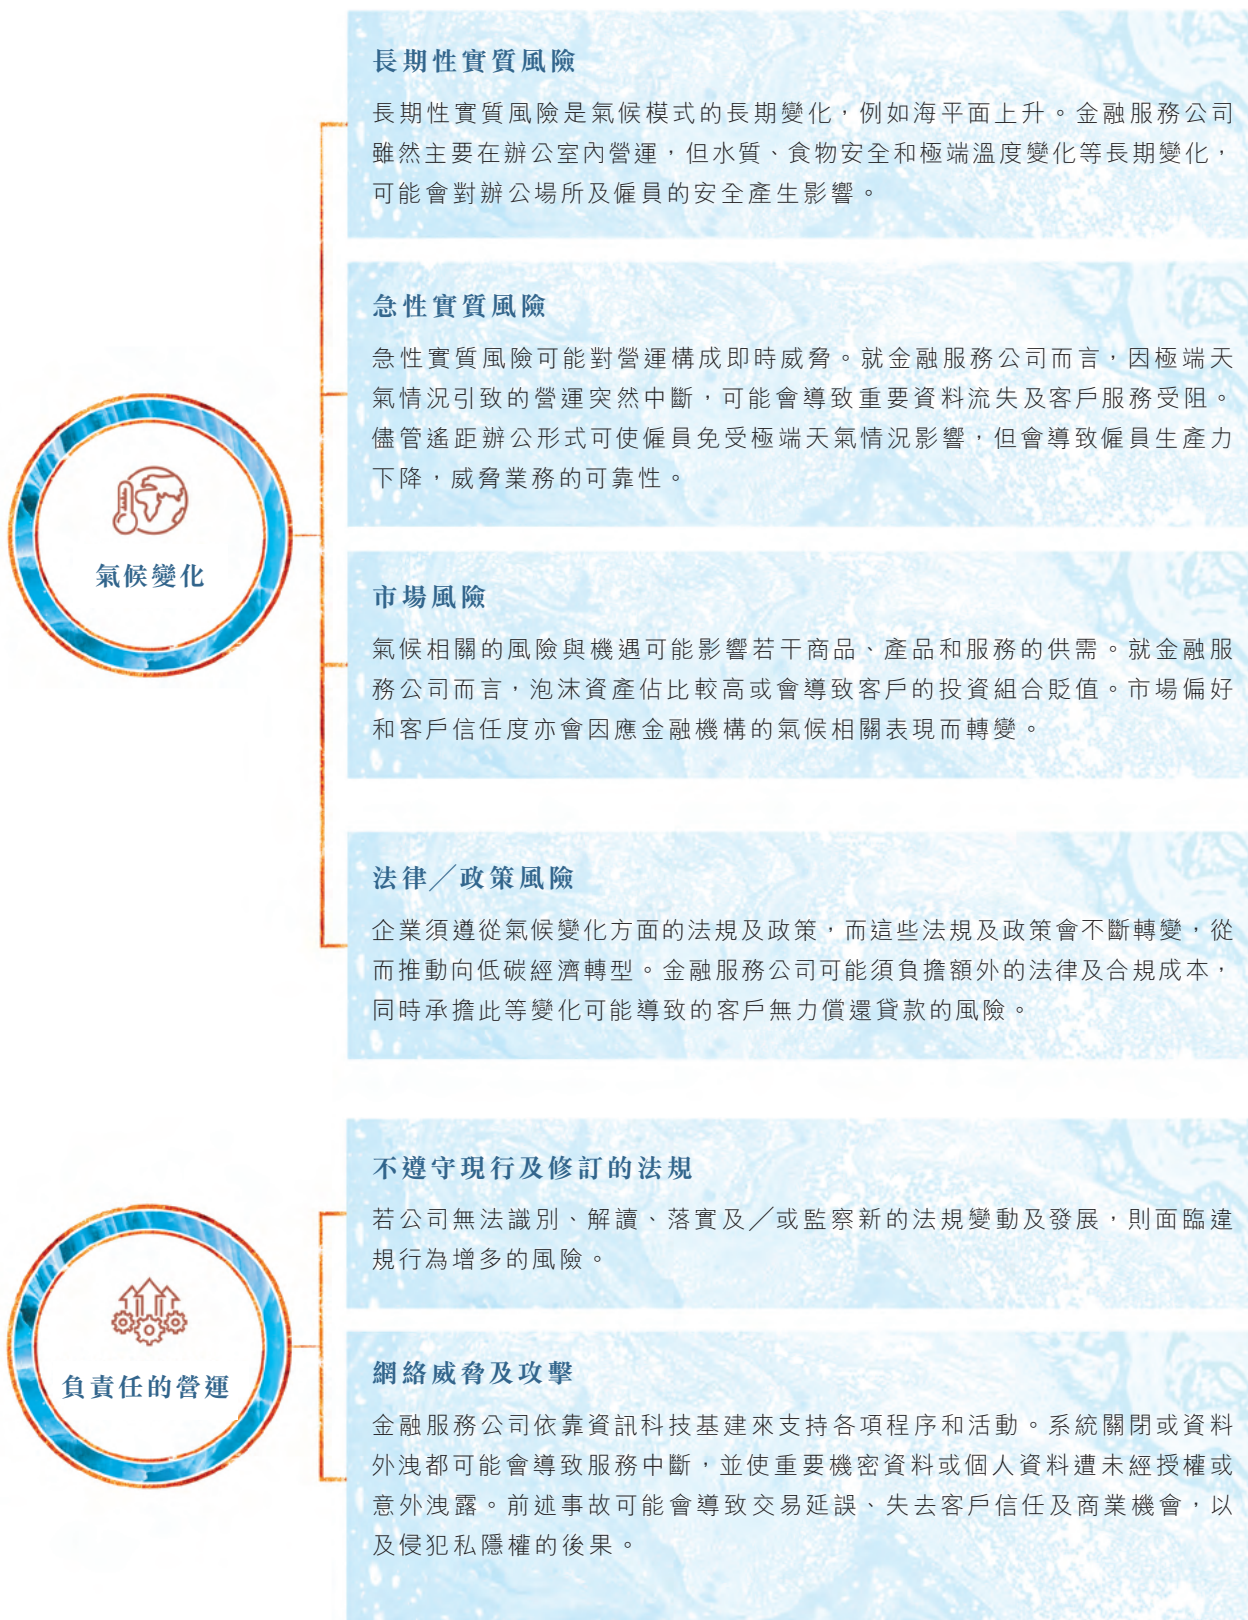 長期性實質風險
長期性實質風險是氣候模式的長期變化，例如海平面上升。金融服務公司
雖然主要在辦公室內營運，但水質、食物安全和極端溫度變化等長期變化，
可能會對辦公場所及僱員的安全產生影響。
急性實質風險
急性實質風險可能對營運構成即時威脅。就金融服務公司而言，因極端天
氣情況引致的營運突然中斷，可能會導致重要資料流失及客戶服務受阻。
儘管遙距辦公形式可使僱員免受極端天氣情況影響，但會導致僱員生產力
下降，威脅業務的可靠性。
氣候變化
市場風險
氣候相關的風險與機遇可能影響若干商品、產品和服務的供需。就金融服
務公司而言，泡沫資產佔比較高或會導致客戶的投資組合貶值。市場偏好
和客戶信任度亦會因應金融機構的氣候相關表現而轉變。
法律╱政策風險
企業須遵從氣候變化方面的法規及政策，而這些法規及政策會不斷轉變，從
而推動向低碳經濟轉型。金融服務公司可能須負擔額外的法律及合規成本，
同時承擔此等變化可能導致的客戶無力償還貸款的風險。
不遵守現行及修訂的法規
若公司無法識別、解讀、落實及╱或監察新的法規變動及發展，則面臨違
規行為增多的風險。
負責任的營運
網絡威脅及攻擊
金融服務公司依靠資訊科技基建來支持各項程序和活動。系統關閉或資料
外洩都可能會導致服務中斷，並使重要機密資料或個人資料遭未經授權或
意外洩露。前述事故可能會導致交易延誤、失去客戶信任及商業機會，以
及侵犯私隱權的後果。